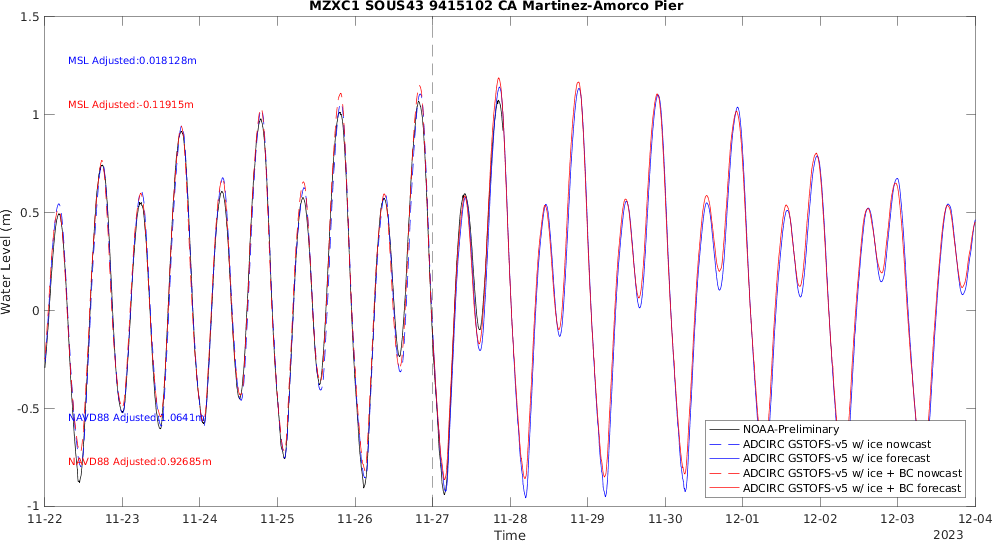 MZXC1 SOUS43 9415102 CA Martinez-Amorco Pier
1.5
1
0.5
0
-0.5
-1
Water Level (m)
MSL Adjusted:0.018128m
MSL Adjusted:-0.11915m
NAVD88 Adjusted:1.0641m
NAVD88 Adjusted:0.92685m
NOAA-Preliminary
ADCIRC GSTOFS-v5 w/ ice nowcast
ADCIRC GSTOFS-v5 w/ ice forecast
ADCIRC GSTOFS-v5 w/ ice + BC nowcast
ADCIRC GSTOFS-v5 w/ ice + BC forecast
11-22 11-23 11-24 11-25 11-26 11-27 11-28 11-29 11-30 12-01 12-02 12-03 12-04
Time
2023